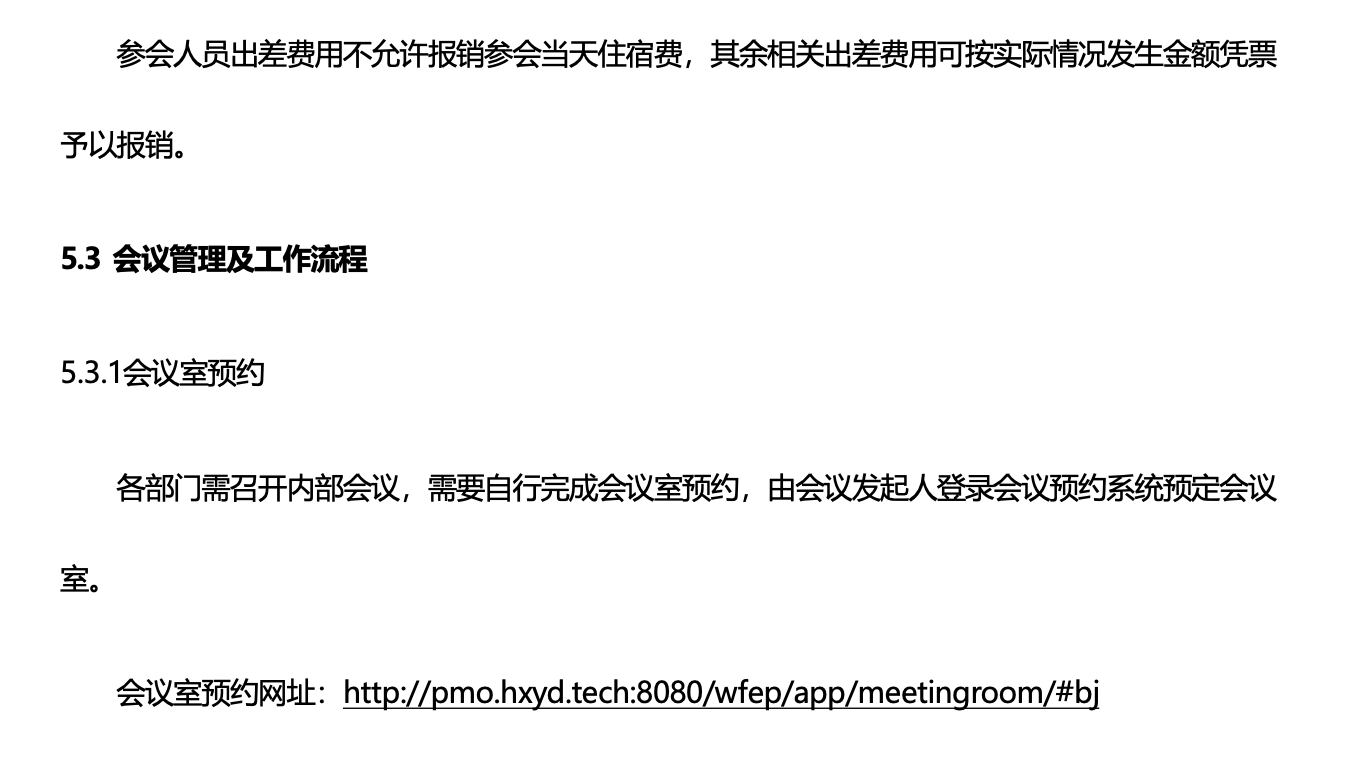 参会人员出差费用不允许报销参会当天住宿费，其余相关出差费用可按实际情况发生金额凭票
予以报销。
5.3 会议管理及工作流程
5.3.1会议室预约
各部门需召开内部会议，需要自行完成会议室预约，由会议发起人登录会议预约系统预定会议
室。
会议室预约网址：http://pmo.hxyd.tech:8080/wfep/app/meetingroom/#bj